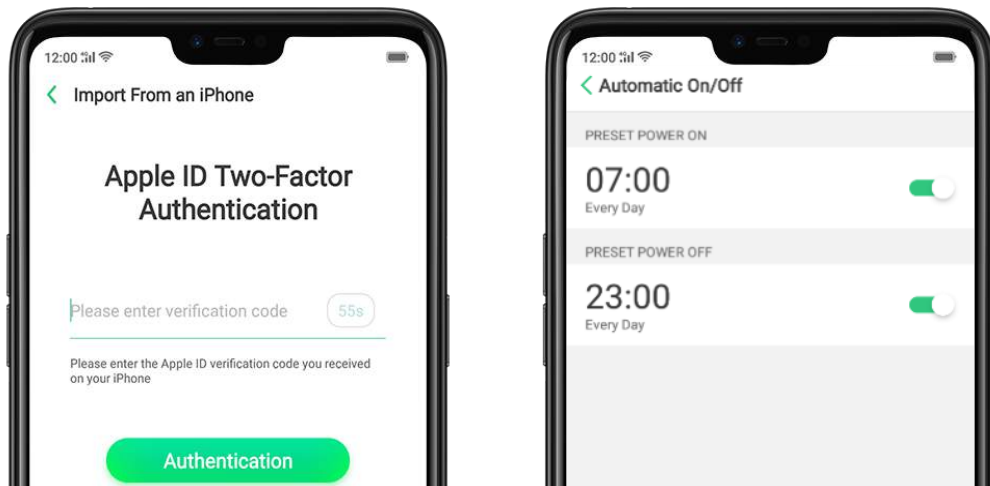 12:00
Import From an iPhone
Apple ID Two-Factor
Authentication
Please enter verification code 55s
Please enter the Apple ID verification code you received
on your iPhone
Authentication
12:00
Automatic On/Off
PRESET POWER ON
07:00
Every Day
PRESET POWER OFF
23:00
Every Day